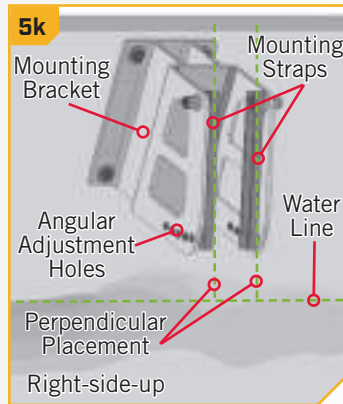 5k
Mounting
Bracket
Mounting
Straps
Angular
Adjustment
Holes
Water
Line
Perpendicular
Placement
Right-side-up